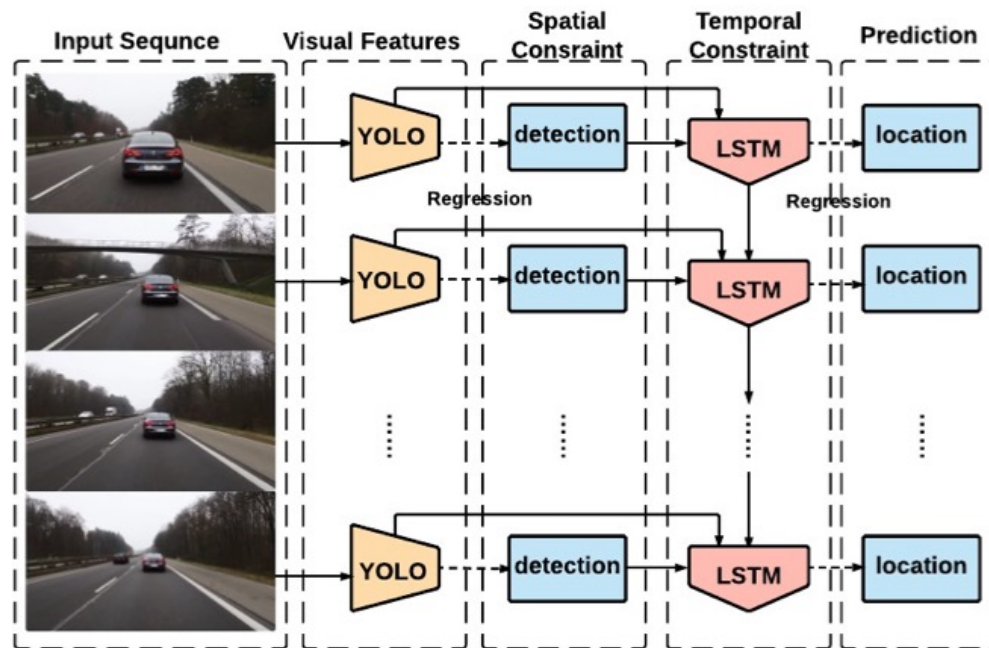 Input Sequnce
Visual Features
Spatial
Consraint
Temporal
Constraint
Prediction
YOLO
detection
LSTM
location
Regression
Regression
YOLO
detection
LSTM
location
YOLO
detection
LSTM
location